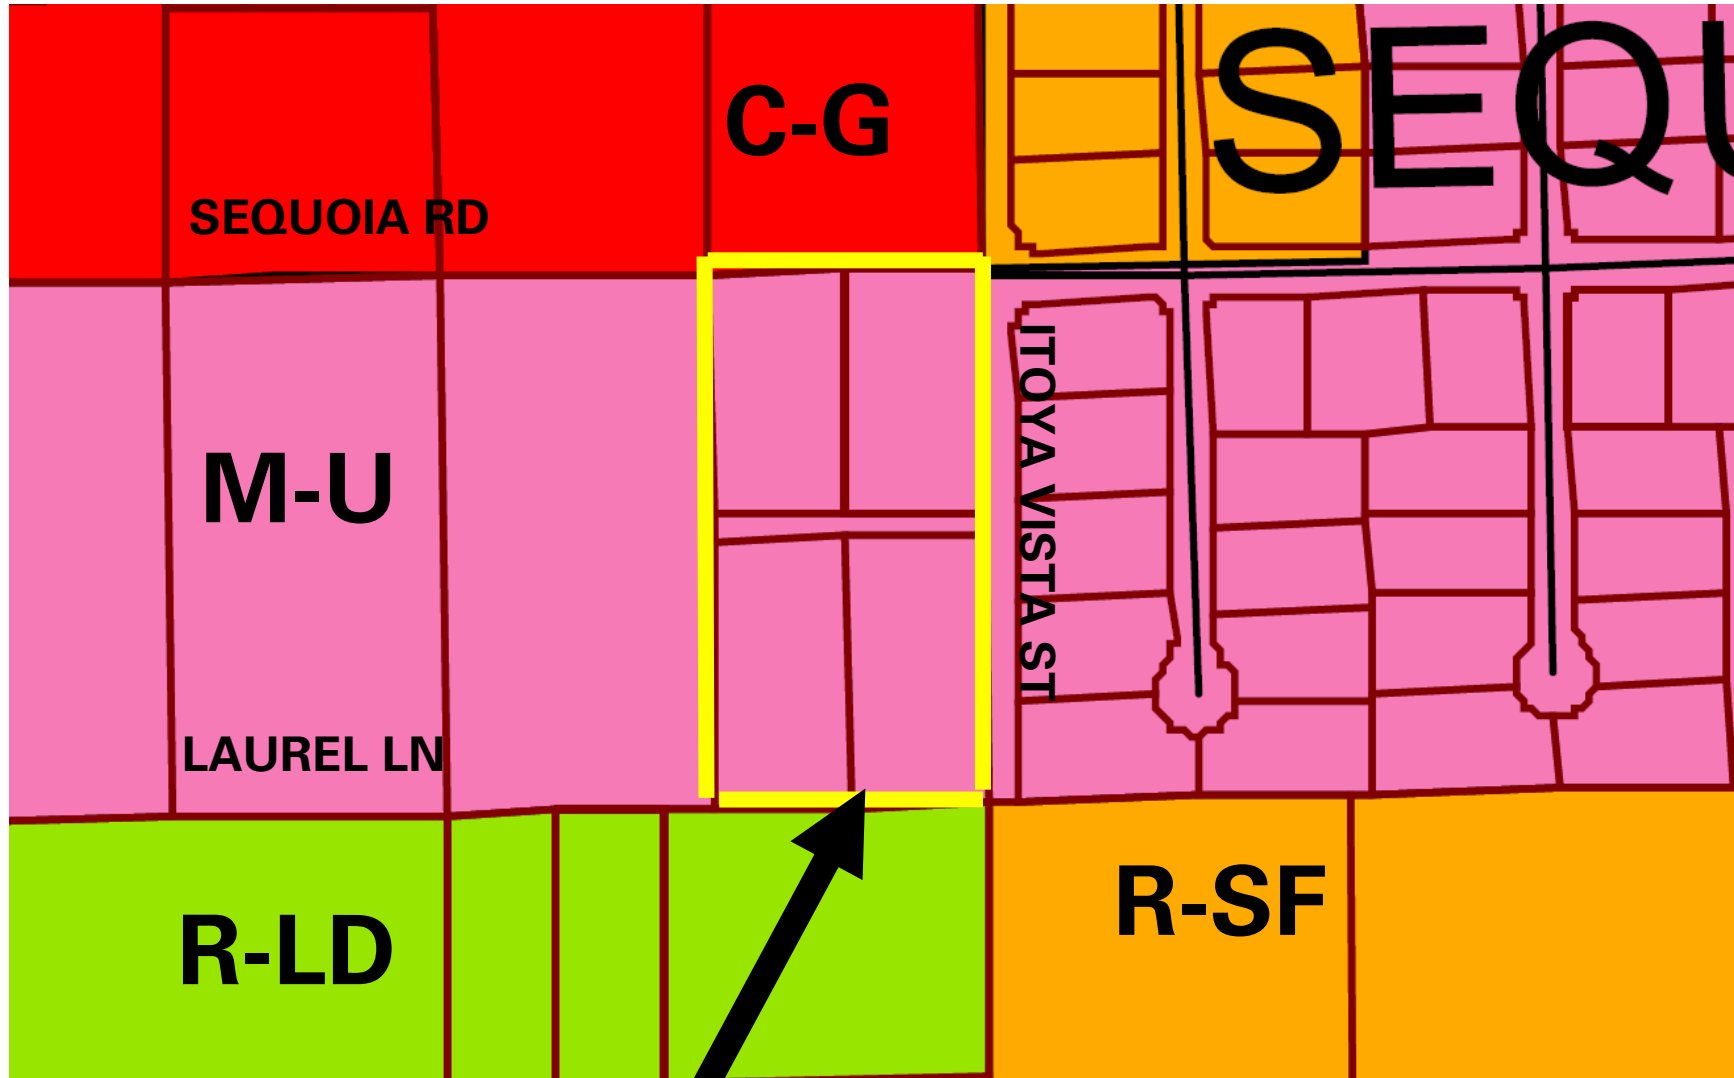 SEQU
C-G
SEQUOIA RD
ITOYA VISTA ST
M-U
LAUREL LN
R-SF
R-LD